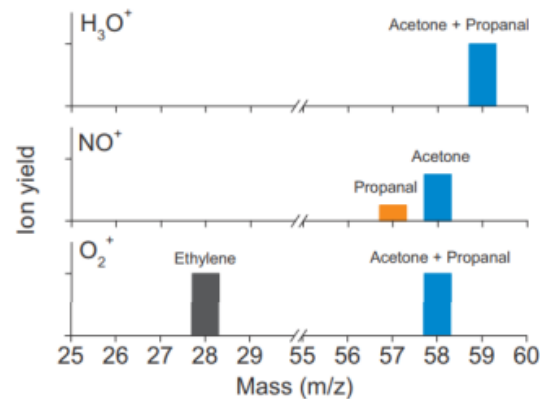 H₃O⁺
Acetone + Propanal
NO⁺
Acetone
Propanal
O₂⁺
Ethylene
Acetone + Propanal
Ion yield
25 26 27 28 29 55 56 57 58 59 60
Mass (m/z)